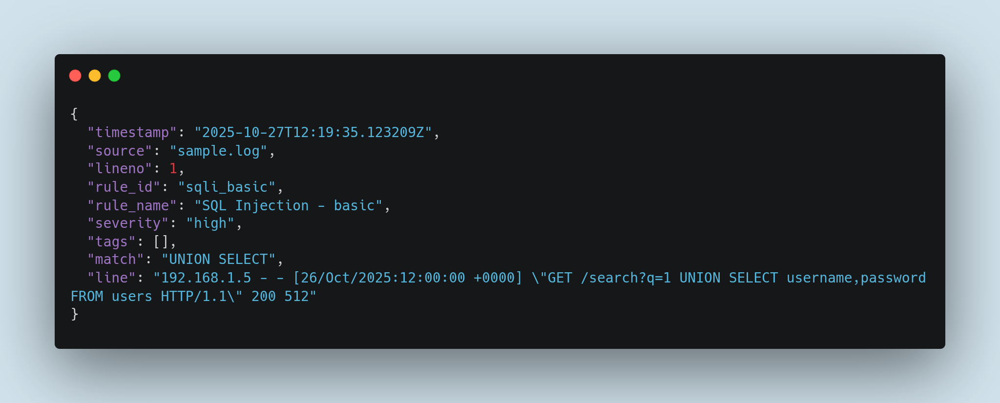 {
  "timestamp": "2025-10-27T12:19:35.123209Z",
  "source": "sample.log",
  "lineno": 1,
  "rule_id": "sqli_basic",
  "rule_name": "SQL Injection - basic",
  "severity": "high",
  "tags": [],
  "match": "UNION SELECT",
  "line": "192.168.1.5 - - [26/Oct/2025:12:00:00 +0000] \"GET /search?q=1 UNION SELECT username,password
FROM users HTTP/1.1\" 200 512"
}